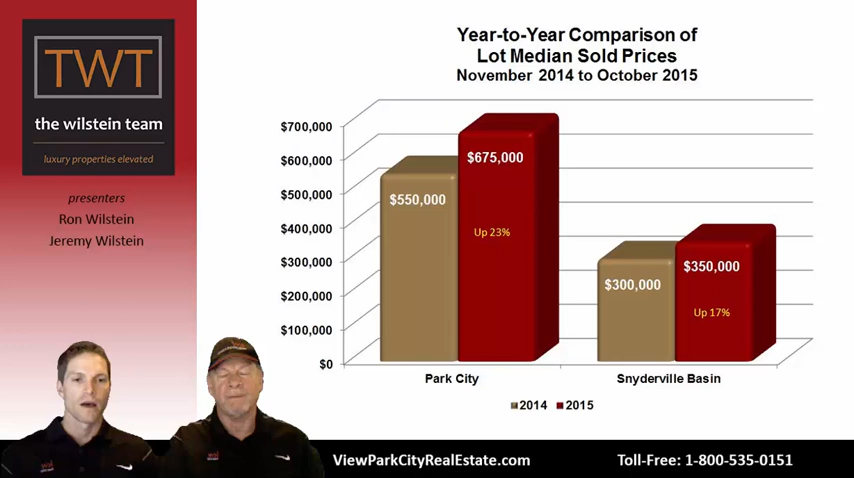 TWT
the wilstein team
luxury properties elevated
presenters
Ron Wilstein
Jeremy Wilstein
Year-to-Year Comparison of
Lot Median Sold Prices
November 2014 to October 2015
$700,000
$600,000
$500,000
$400,000
$300,000
$200,000
$100,000
$0
$550,000
$675,000
Up 23%
$300,000
$350,000
Up 17%
Park City
Snyderville Basin
2014
2015
ViewParkCityRealEstate.com
Toll-Free: 1-800-535-0151